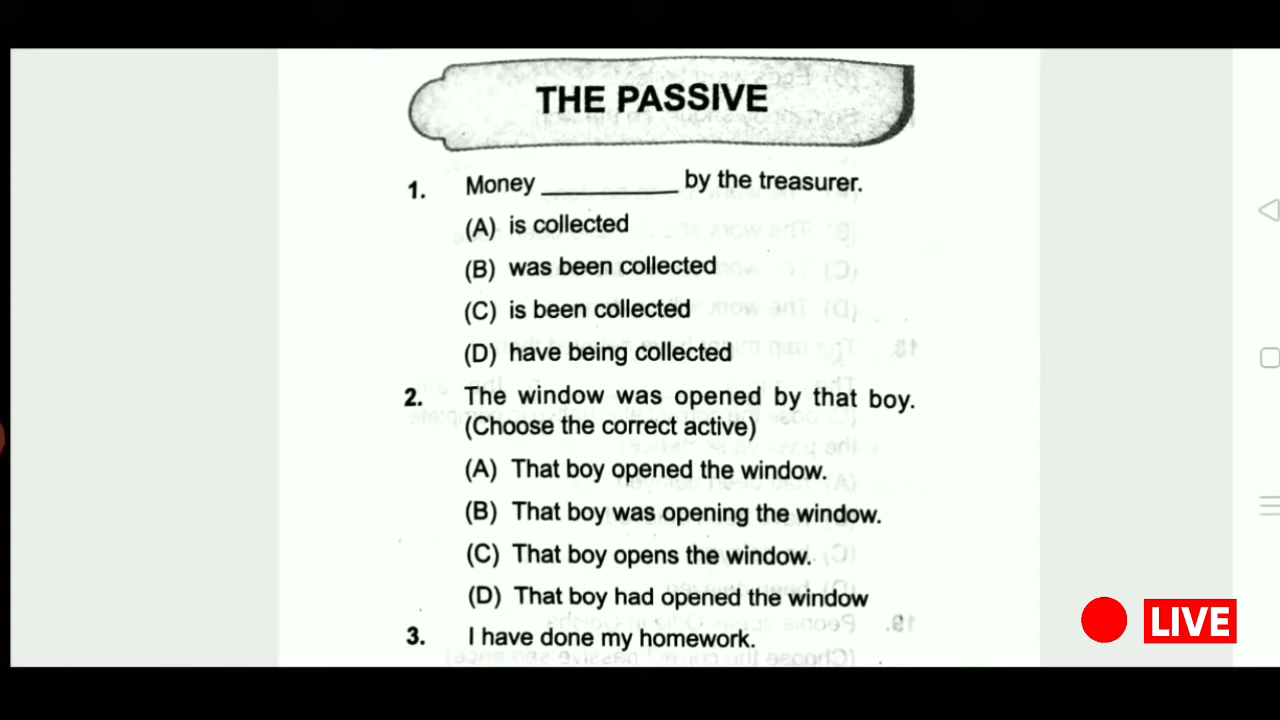 THE PASSIVE
1. Money __________ by the treasurer.
(A) is collected
(B) was been collected
(C) is been collected
(D) have being collected
2. The window was opened by that boy.
(Choose the correct active)
(A) That boy opened the window.
(B) That boy was opening the window.
(C) That boy opens the window.
(D) That boy had opened the window
3. I have done my homework.
LIVE